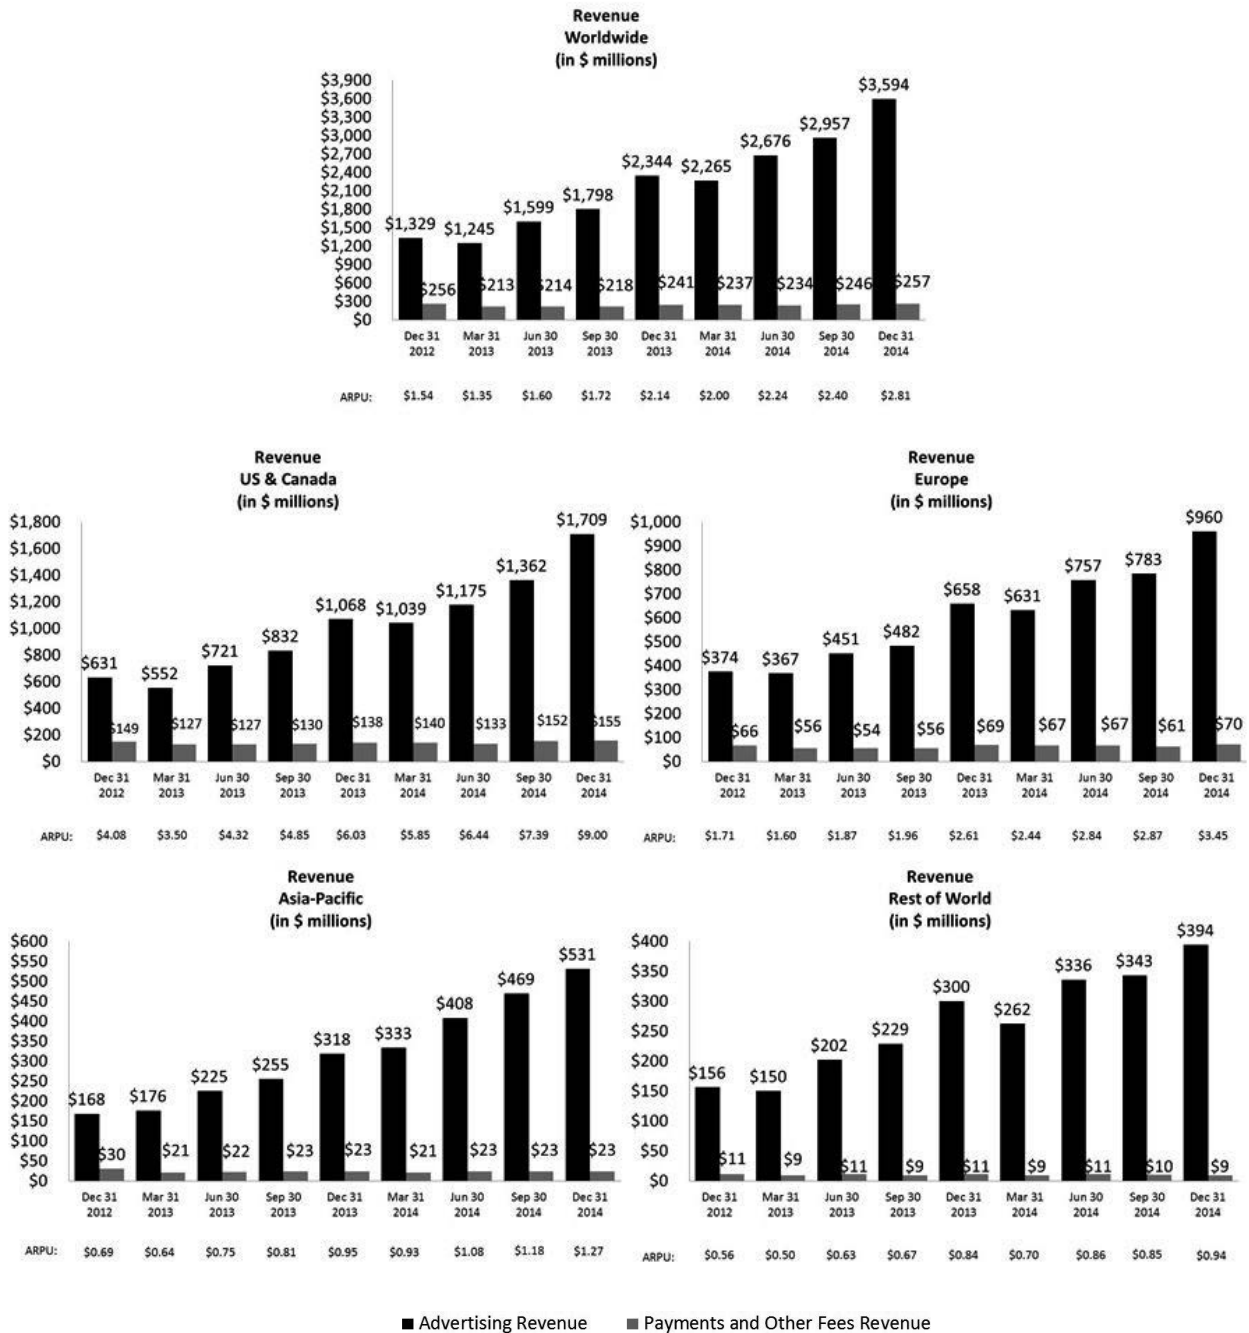 Revenue
Worldwide
(in $ millions)
$3,900
$3,600
$3,300
$3,000
$2,700
$2,400
$2,100
$1,800
$1,500
$1,200
$900
$600
$300
$0
$1,329 $1,245 $1,599 $1,798 $2,344 $2,265 $2,676 $2,957 $3,594
$256 $213 $214 $218 $241 $237 $234 $246 $257
Dec 31 Mar 31 Jun 30 Sep 30 Dec 31 Mar 31 Jun 30 Sep 30 Dec 31
2012 2013 2013 2013 2013 2014 2014 2014 2014
ARPU: $1.54 $1.35 $1.60 $1.72 $2.14 $2.00 $2.24 $2.40 $2.81
Revenue
US & Canada
(in $ millions)
$1,800
$1,600
$1,400
$1,200
$1,000
$800
$600
$400
$200
$0
$631 $552 $721 $832 $1,068 $1,039 $1,175 $1,362 $1,709
$149 $127 $127 $130 $138 $140 $133 $152 $155
Dec 31 Mar 31 Jun 30 Sep 30 Dec 31 Mar 31 Jun 30 Sep 30 Dec 31
2012 2013 2013 2013 2013 2014 2014 2014 2014
ARPU: $4.08 $3.50 $4.32 $4.85 $6.03 $5.85 $6.44 $7.39 $9.00
Revenue
Europe
(in $ millions)
$1,000
$900
$800
$700
$600
$500
$400
$300
$200
$100
$0
$374 $367 $451 $482 $658 $631 $757 $783 $960
$66 $56 $54 $56 $69 $67 $67 $61 $70
Dec 31 Mar 31 Jun 30 Sep 30 Dec 31 Mar 31 Jun 30 Sep 30 Dec 31
2012 2013 2013 2013 2013 2014 2014 2014 2014
ARPU: $1.71 $1.60 $1.87 $1.96 $2.61 $2.44 $2.84 $2.87 $3.45
Revenue
Asia-Pacific
(in $ millions)
$600
$550
$500
$450
$400
$350
$300
$250
$200
$150
$100
$50
$0
$168 $176 $225 $255 $318 $333 $408 $469 $531
$30 $21 $22 $23 $23 $21 $23 $23 $23
Dec 31 Mar 31 Jun 30 Sep 30 Dec 31 Mar 31 Jun 30 Sep 30 Dec 31
2012 2013 2013 2013 2013 2014 2014 2014 2014
ARPU: $0.69 $0.64 $0.75 $0.81 $0.95 $0.93 $1.08 $1.18 $1.27
Revenue
Rest of World
(in $ millions)
$400
$350
$300
$250
$200
$150
$100
$50
$0
$156 $150 $202 $229 $300 $262 $336 $343 $394
$11 $9 $11 $9 $11 $9 $11 $10 $9
Dec 31 Mar 31 Jun 30 Sep 30 Dec 31 Mar 31 Jun 30 Sep 30 Dec 31
2012 2013 2013 2013 2013 2014 2014 2014 2014
ARPU: $0.56 $0.50 $0.63 $0.67 $0.84 $0.70 $0.86 $0.85 $0.94
Advertising Revenue Payments and Other Fees Revenue